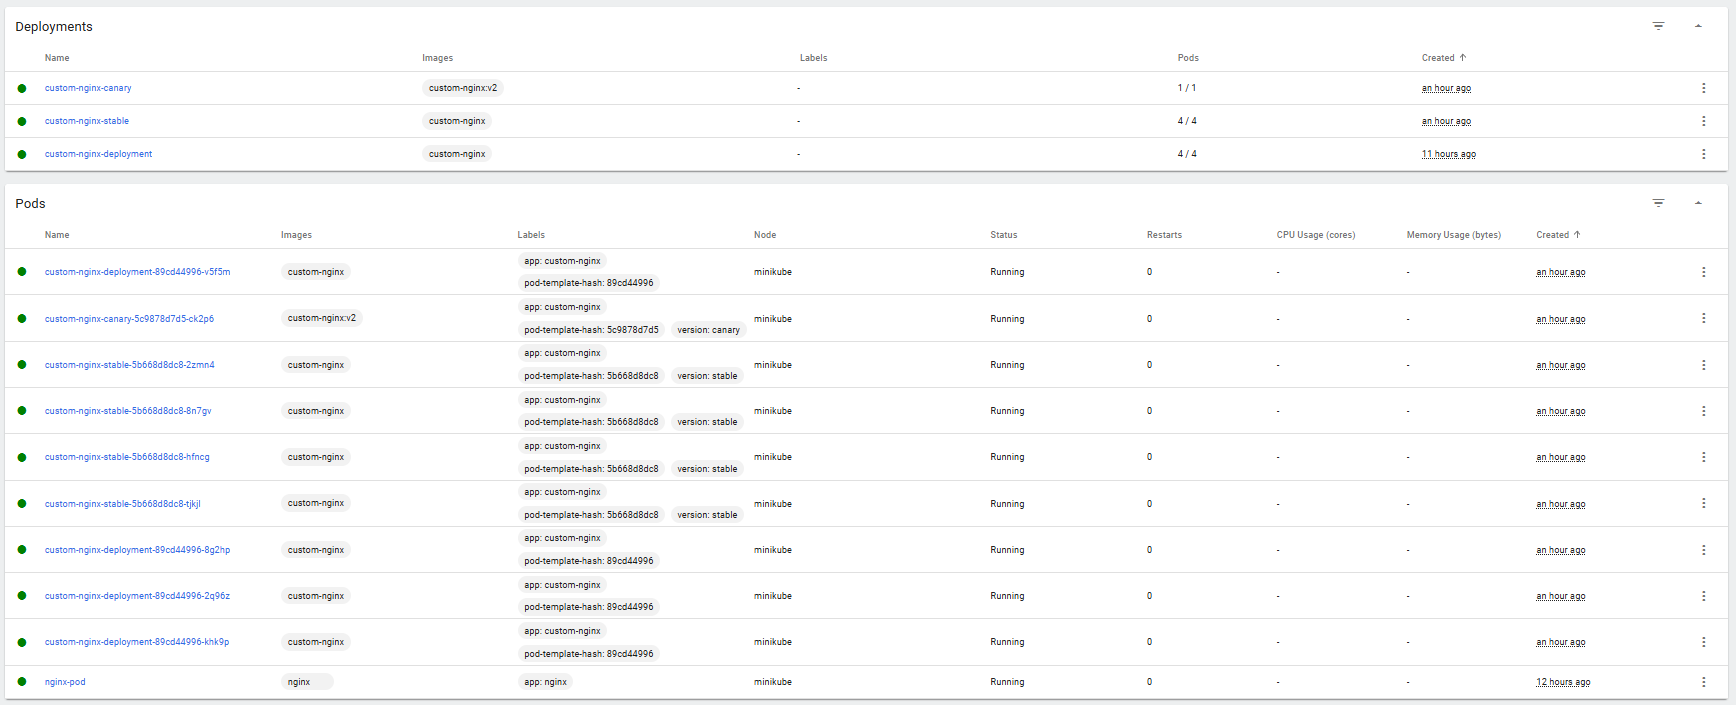 Deployments
Name Images Labels Pods Created ↑
custom-nginx-canary custom-nginx:v2 - 1 / 1 an hour ago
custom-nginx-stable custom-nginx - 4 / 4 an hour ago
custom-nginx-deployment custom-nginx - 4 / 4 11 hours ago
Pods
Name Images Labels Node Status Restarts CPU Usage (cores) Memory Usage (bytes) Created ↑
app: custom-nginx
custom-nginx-deployment-89cd44996-v5f5m custom-nginx minikube Running 0 - - an hour ago
pod-template-hash: 89cd44996
app: custom-nginx
custom-nginx-canary-5c9878d7d5-ck2p6 custom-nginx:v2 minikube Running 0 - - an hour ago
pod-template-hash: 5c9878d7d5 version: canary
app: custom-nginx
custom-nginx-stable-5b668d8dc8-2zmn4 custom-nginx minikube Running 0 - - an hour ago
pod-template-hash: 5b668d8dc8 version: stable
app: custom-nginx
custom-nginx-stable-5b668d8dc8-8n7gv custom-nginx minikube Running 0 - - an hour ago
pod-template-hash: 5b668d8dc8 version: stable
app: custom-nginx
custom-nginx-stable-5b668d8dc8-hfncg custom-nginx minikube Running 0 - - an hour ago
pod-template-hash: 5b668d8dc8 version: stable
app: custom-nginx
custom-nginx-stable-5b668d8dc8-tjkjl custom-nginx minikube Running 0 - - an hour ago
pod-template-hash: 5b668d8dc8 version: stable
app: custom-nginx
custom-nginx-deployment-89cd44996-8g2hp custom-nginx minikube Running 0 - - an hour ago
pod-template-hash: 89cd44996
app: custom-nginx
custom-nginx-deployment-89cd44996-2q96z custom-nginx minikube Running 0 - - an hour ago
pod-template-hash: 89cd44996
app: custom-nginx
custom-nginx-deployment-89cd44996-khk9p custom-nginx minikube Running 0 - - an hour ago
pod-template-hash: 89cd44996
nginx-pod nginx app: nginx minikube Running 0 - - 12 hours ago